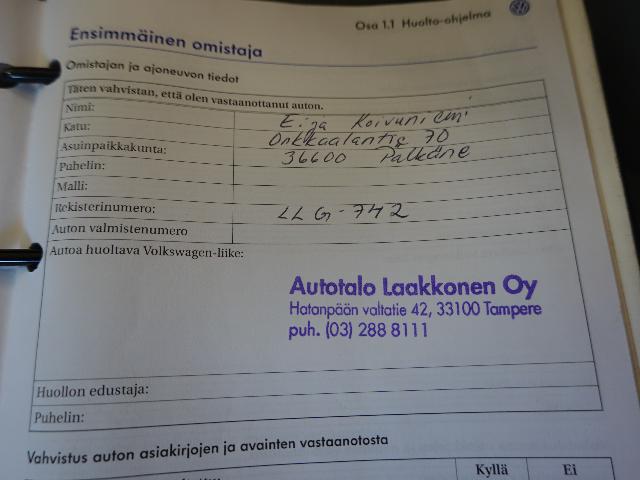 Osa 1.1 Huolto-ohjelma
Ensimmäinen omistaja
Omistajan ja ajoneuvon tiedot
Täten vahvistan, että olen vastaanottanut auton.
Nimi: Eija Koivuniemi
Katu: 70
Asuinpaikkakunta: 36600 Pälkäne
Puhelin:
Malli:
Rekisterinumero: LLG-742
Auton valmistenumero
Autoa huoltava Volkswagen-liike:
Autotalo Laakkonen Oy
Hatanpään valtatie 42, 33100 Tampere
puh. (03) 288 8111
Huollon edustaja:
Puhelin:
Vahvistus auton asiakirjojen ja avainten vastaanotosta
Kyllä Ei